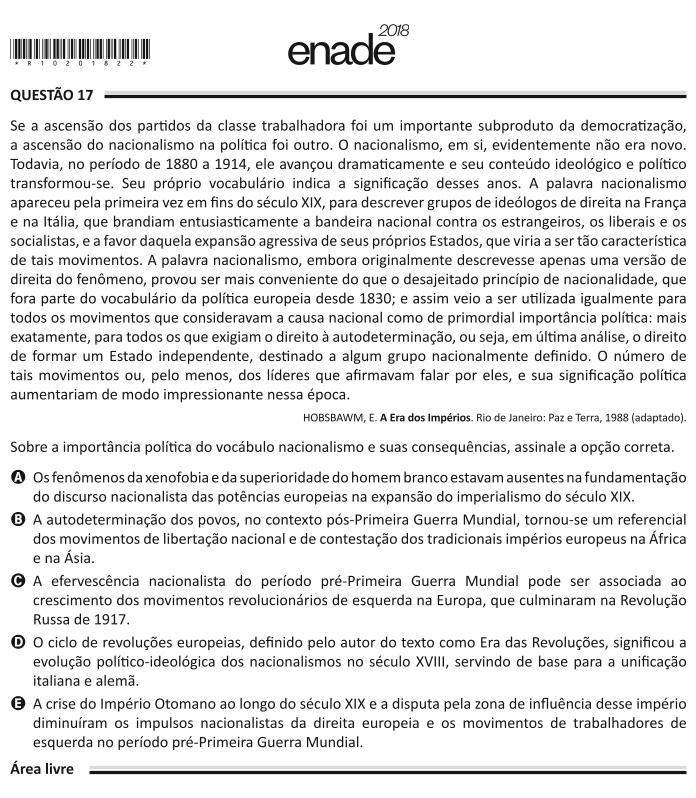 2018
enade
* R 1 0 2 0 1 8 2 2 *
QUESTÃO 17
Se a ascensão dos partidos da classe trabalhadora foi um importante subproduto da democratização,
a ascensão do nacionalismo na política foi outro. O nacionalismo, em si, evidentemente não era novo.
Todavia, no período de 1880 a 1914, ele avançou dramaticamente e seu conteúdo ideológico e político
transformou-se. Seu próprio vocabulário indica a significação desses anos. A palavra nacionalismo
apareceu pela primeira vez em fins do século XIX, para descrever grupos de ideólogos de direita na França
e na Itália, que brandiam entusiasticamente a bandeira nacional contra os estrangeiros, os liberais e os
socialistas, e a favor daquela expansão agressiva de seus próprios Estados, que viria a ser tão característica
de tais movimentos. A palavra nacionalismo, embora originalmente descrevesse apenas uma versão de
direita do fenômeno, provou ser mais conveniente do que o desajeitado princípio de nacionalidade, que
fora parte do vocabulário da política europeia desde 1830; e assim veio a ser utilizada igualmente para
todos os movimentos que consideravam a causa nacional como de primordial importância política: mais
exatamente, para todos os que exigiam o direito à autodeterminação, ou seja, em última análise, o direito
de formar um Estado independente, destinado a algum grupo nacionalmente definido. O número de
tais movimentos ou, pelo menos, dos líderes que afirmavam falar por eles, e sua significação política
aumentariam de modo impressionante nessa época.
HOBSBAWM, E. A Era dos Impérios. Rio de Janeiro: Paz e Terra, 1988 (adaptado).
Sobre a importância política do vocábulo nacionalismo e suas consequências, assinale a opção correta.
A Os fenômenos da xenofobia e da superioridade do homem branco estavam ausentes na fundamentação
do discurso nacionalista das potências europeias na expansão do imperialismo do século XIX.
B A autodeterminação dos povos, no contexto pós-Primeira Guerra Mundial, tornou-se um referencial
dos movimentos de libertação nacional e de contestação dos tradicionais impérios europeus na África
e na Ásia.
C A efervescência nacionalista do período pré-Primeira Guerra Mundial pode ser associada ao
crescimento dos movimentos revolucionários de esquerda na Europa, que culminaram na Revolução
Russa de 1917.
D O ciclo de revoluções europeias, definido pelo autor do texto como Era das Revoluções, significou a
evolução político-ideológica dos nacionalismos no século XVIII, servindo de base para a unificação
italiana e alemã.
E A crise do Império Otomano ao longo do século XIX e a disputa pela zona de influência desse império
diminuíram os impulsos nacionalistas da direita europeia e os movimentos de trabalhadores de
esquerda no período pré-Primeira Guerra Mundial.
Área livre